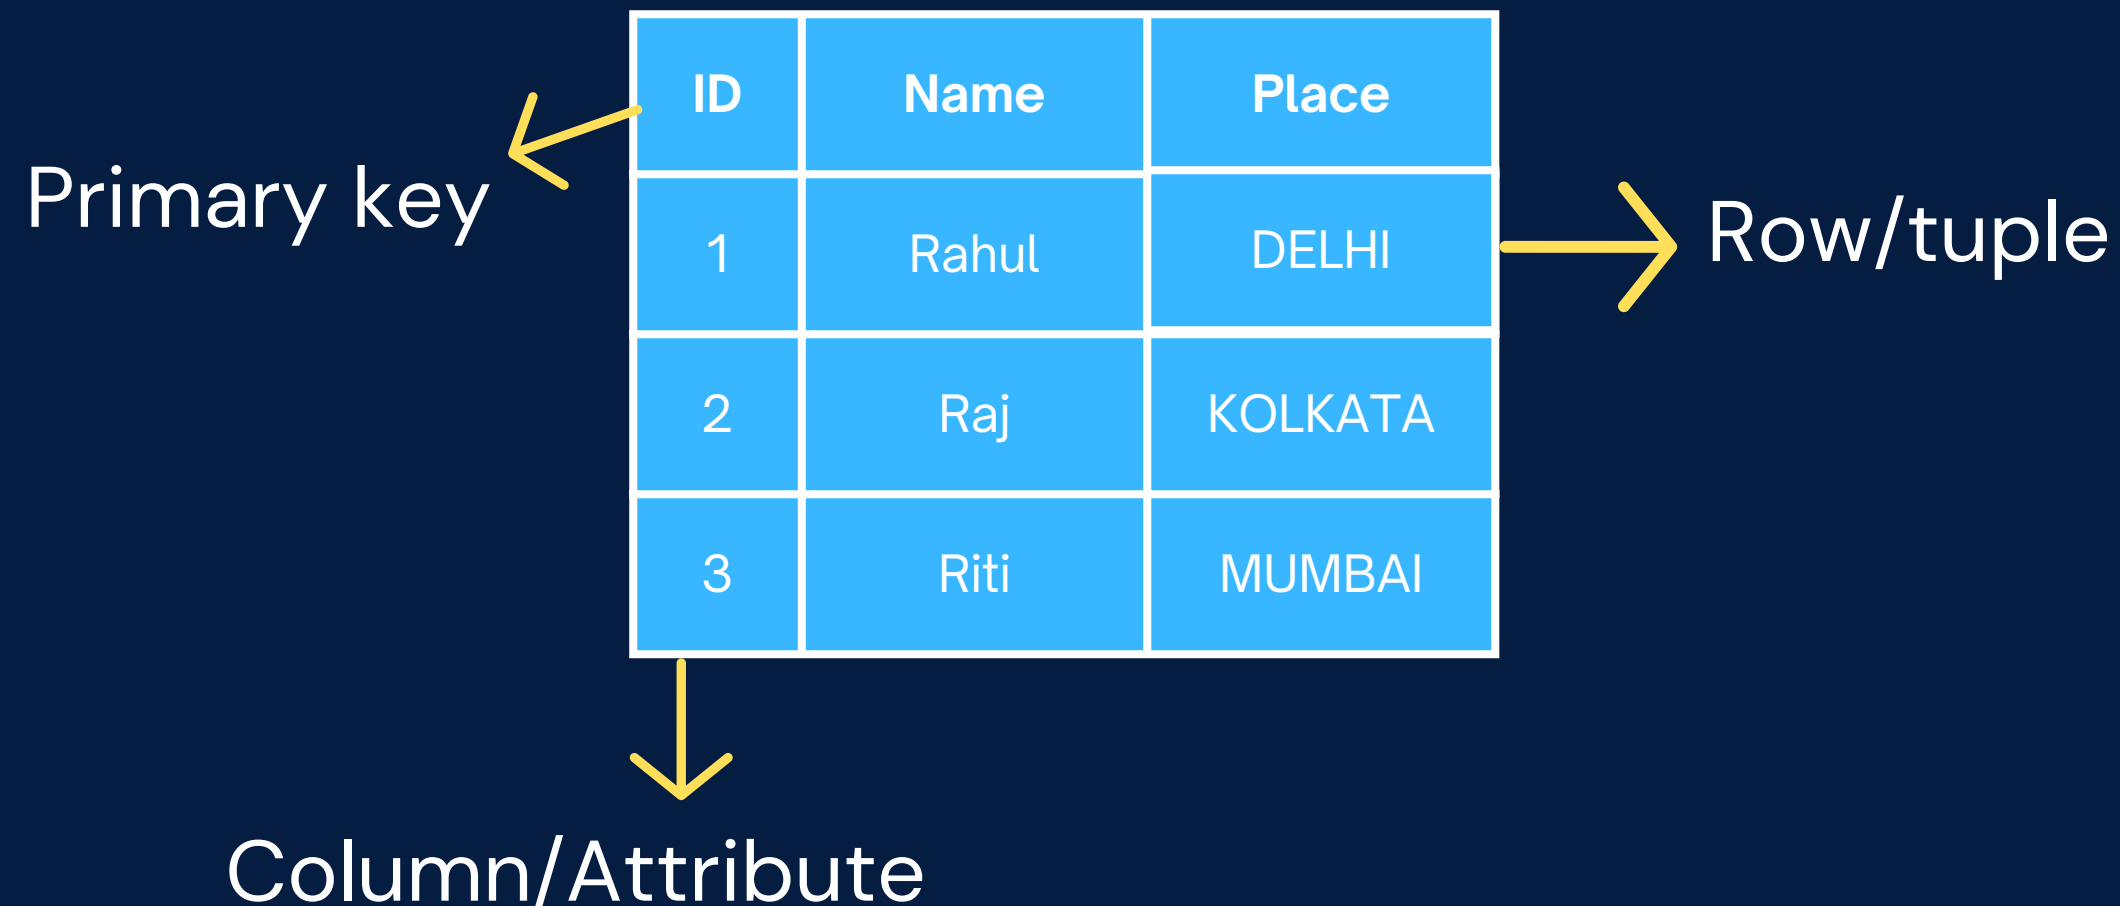 ID Name Place
Primary key
1 Rahul DELHI
Row/tuple
2 Raj KOLKATA
3 Riti MUMBAI
Column/Attribute